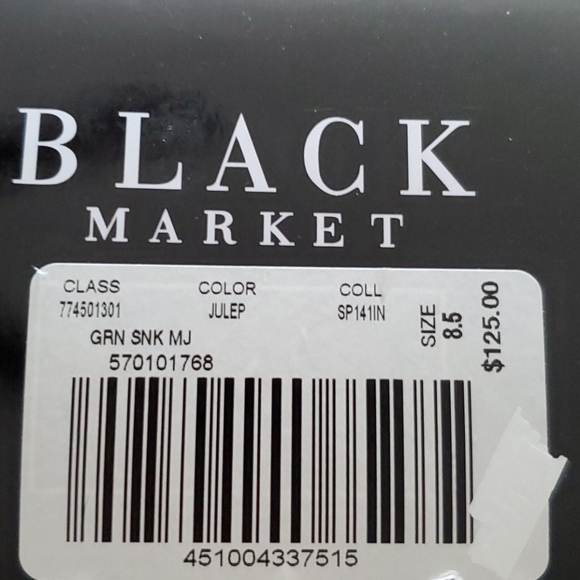 BLACK
MARKET
CLASS COLOR COLL
774501301 JULEP SP141IN
GRN SNK MJ
570101768
SIZE
8.5
$125.00
451004337515